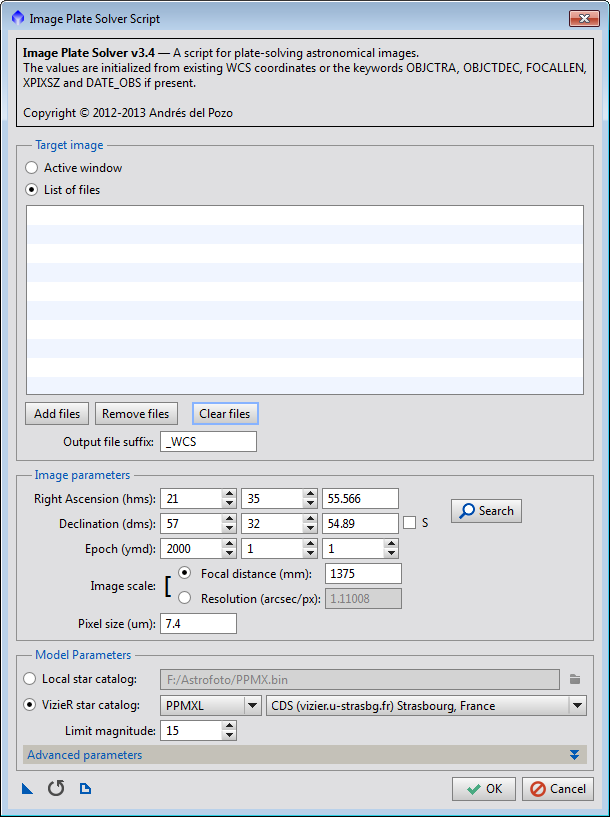 Image Plate Solver Script
Image Plate Solver v3.4 — A script for plate-solving astronomical images.
The values are initialized from existing WCS coordinates or the keywords OBJCTRA, OBJCTDEC, FOCALLEN,
XPIXSZ and DATE_OBS if present.
Copyright © 2012-2013 Andrés del Pozo
Target image
Active window
List of files
Add files Remove files Clear files
Output file suffix: _WCS
Image parameters
Right Ascension (hms): 21 35 55.566
Search
Declination (dms): 57 32 54.89 S
Epoch (ymd): 2000 1 1
Image scale: [ Focal distance (mm): 1375
Resolution (arcsec/px): 1.11008
Pixel size (um): 7.4
Model Parameters
Local star catalog: F:/Astrofoto/PPMX.bin
VizieR star catalog: PPMXL CDS (vizier.u-strasbg.fr) Strasbourg, France
Limit magnitude: 15
Advanced parameters
OK Cancel